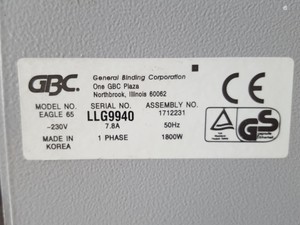 GBC.
General Binding Corporation
One GBC Plaza
Northbrook, Illinois 60062
MODEL NO. SERIAL NO. ASSEMBLY NO.
EAGLE 65 LLG9940 1712231
~230V 7.8A 50Hz
MADE IN KOREA 1 PHASE 1800W
CE
GS